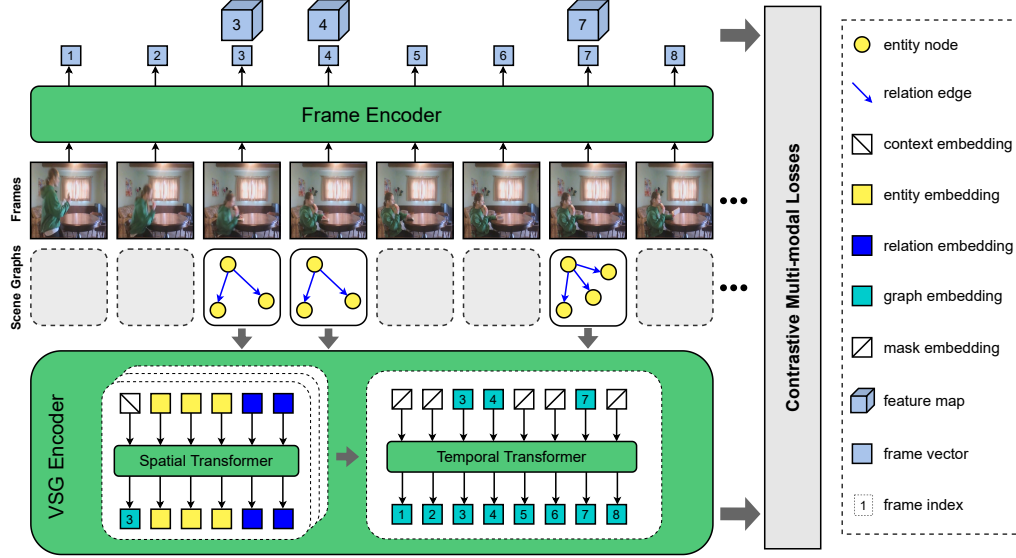 3 4 7
1 2 3 4 5 6 7 8
Frame Encoder
Frames
•••
Scene Graphs
•••
VSG Encoder
Spatial Transformer
3
3 4 7
Temporal Transformer
1 2 3 4 5 6 7 8
Contrastive Multi-modal Losses
entity node
relation edge
context embedding
entity embedding
relation embedding
graph embedding
mask embedding
feature map
frame vector
1 frame index